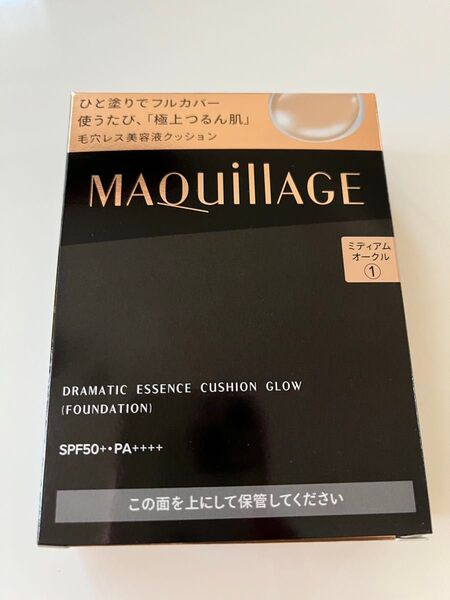 ひと塗りでフルカバー
使うたび、「極上つるん肌」
毛穴レス美容液クッション
MAQuillAGE
ミディアム
オークル
①
DRAMATIC ESSENCE CUSHION GLOW
(FOUNDATION)
SPF50+・PA++++
この面を上にして保管してください